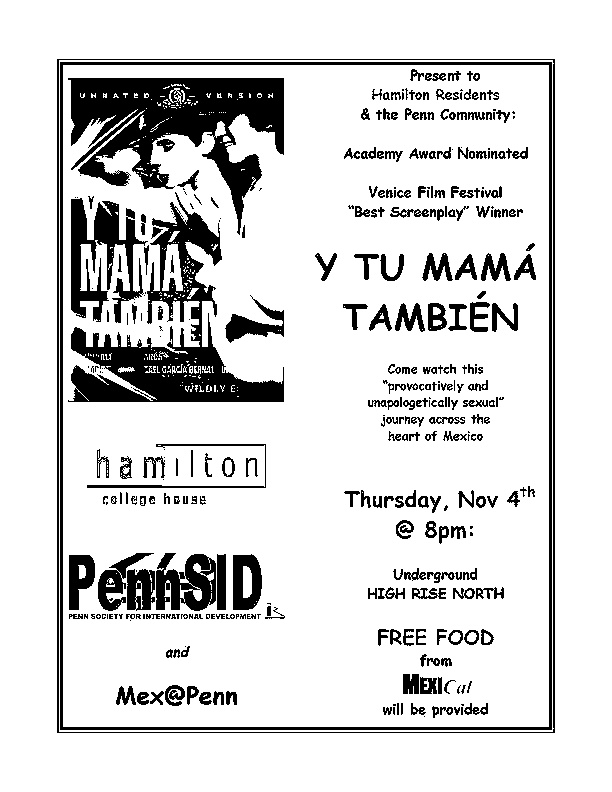 UNRATED VERSION
Y TU
MAMÁ
TAMBIÉN
GAEL GARCÍA BERNAL
WILDLY E
hamilton
college house
PennSID
PENN SOCIETY FOR INTERNATIONAL DEVELOPMENT
and
Mex@Penn
Present to
Hamilton Residents
& the Penn Community:
Academy Award Nominated
Venice Film Festival
"Best Screenplay" Winner
Y TU MAMÁ
TAMBIÉN
Come watch this
"provocatively and
unapologetically sexual"
journey across the
heart of Mexico
Thursday, Nov 4th
@ 8pm:
Underground
HIGH RISE NORTH
FREE FOOD
from
MEXICal
will be provided